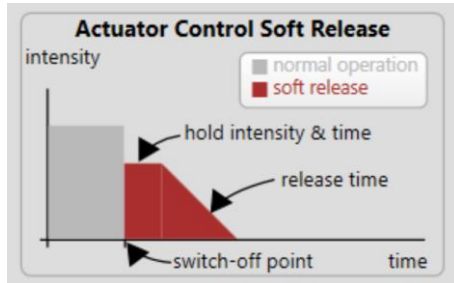 Actuator Control Soft Release
intensity
normal operation
soft release
hold intensity & time
release time
switch-off point
time